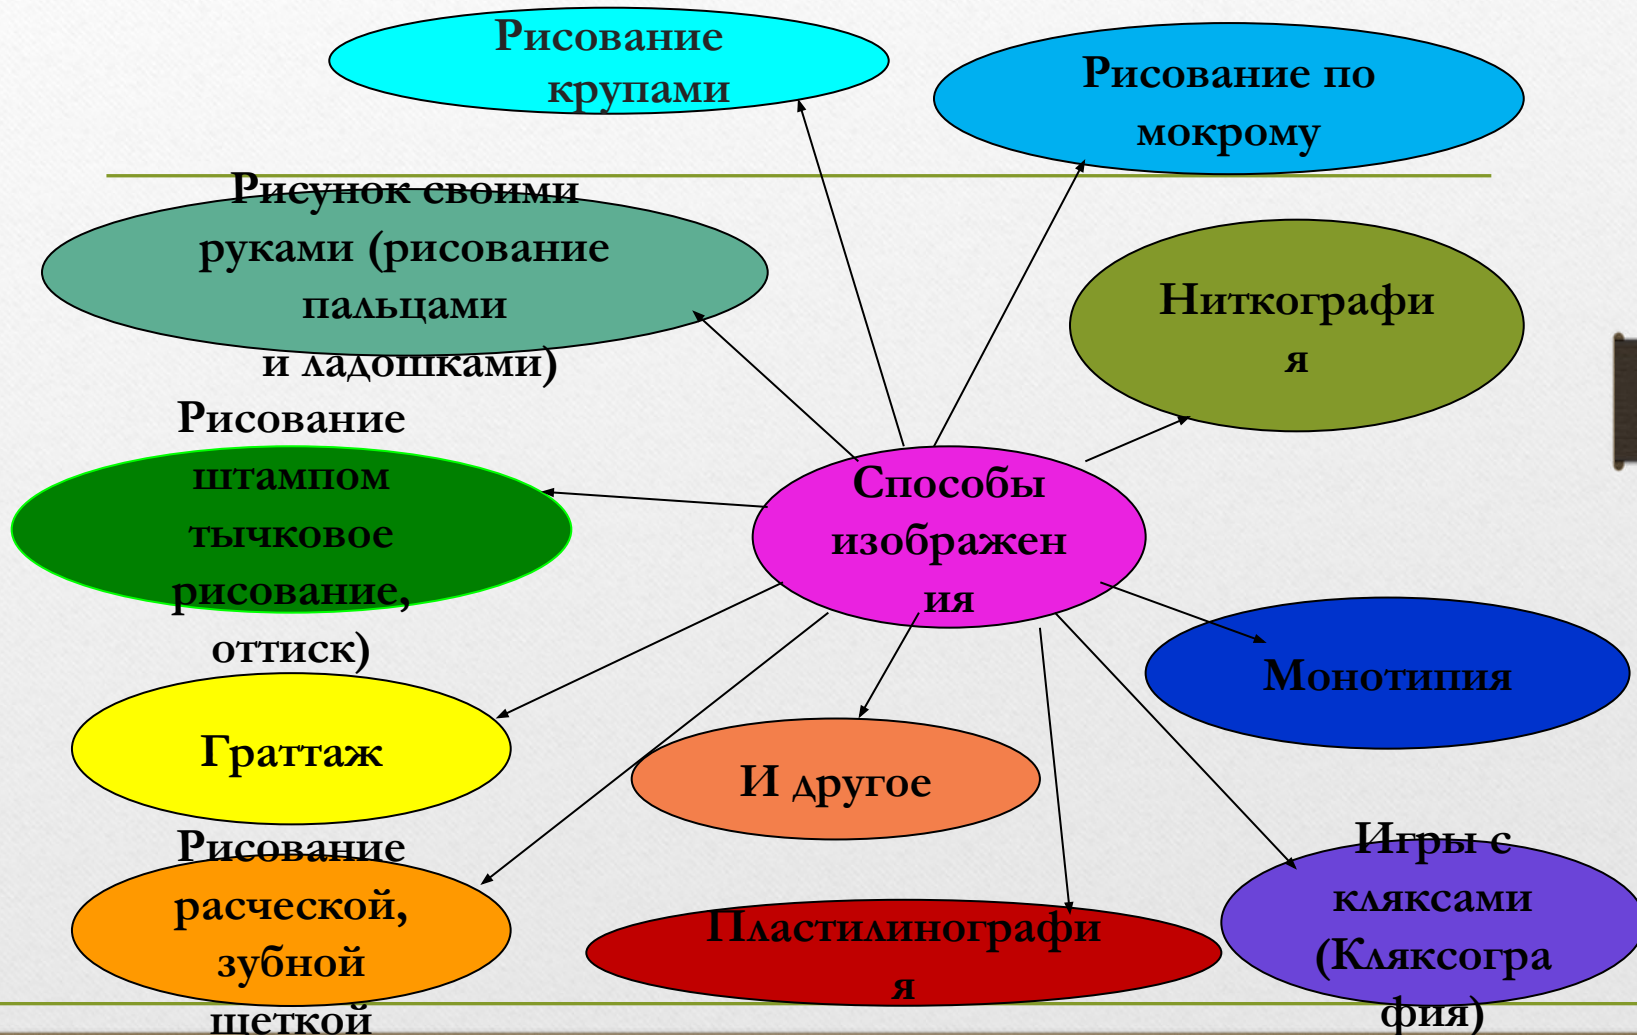 Рисование
крупами
Рисование по
мокрому
Рисунок своими
руками (рисование
пальцами
и ладошками)
Ниткографи
я
Рисование
штампом
тычковое
рисование,
оттиск)
Способы
изображен
ия
Монотипия
Граттаж
И другое
Рисование
расческой,
зубной
щеткой
Пластилинографи
я
Игры с
кляксами
(Кляксогра
фия)